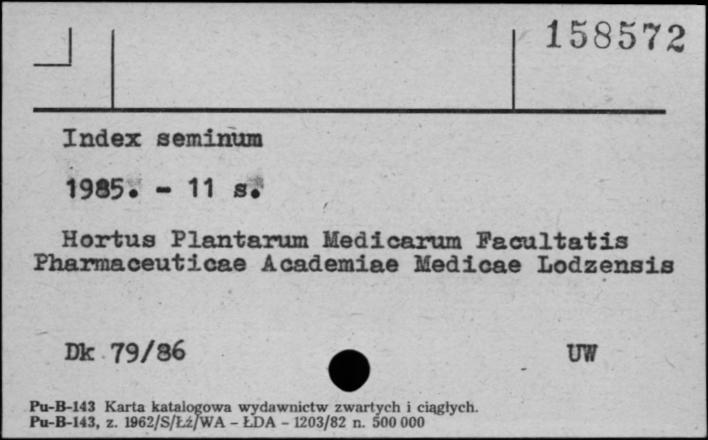 158572
Index seminum
1985. - 11 s.
Hortus Plantarum Medicarum Facultatis
Pharmaceuticae Academiae Medicae Lodzensis
Dk 79/86 UW
Pu-B-143 Karta katalogowa wydawnictw zwartych i ciągłych.
Pu-B-143, z. 1962/S/Łź/WA - ŁDA - 1203/82 n. 500 000